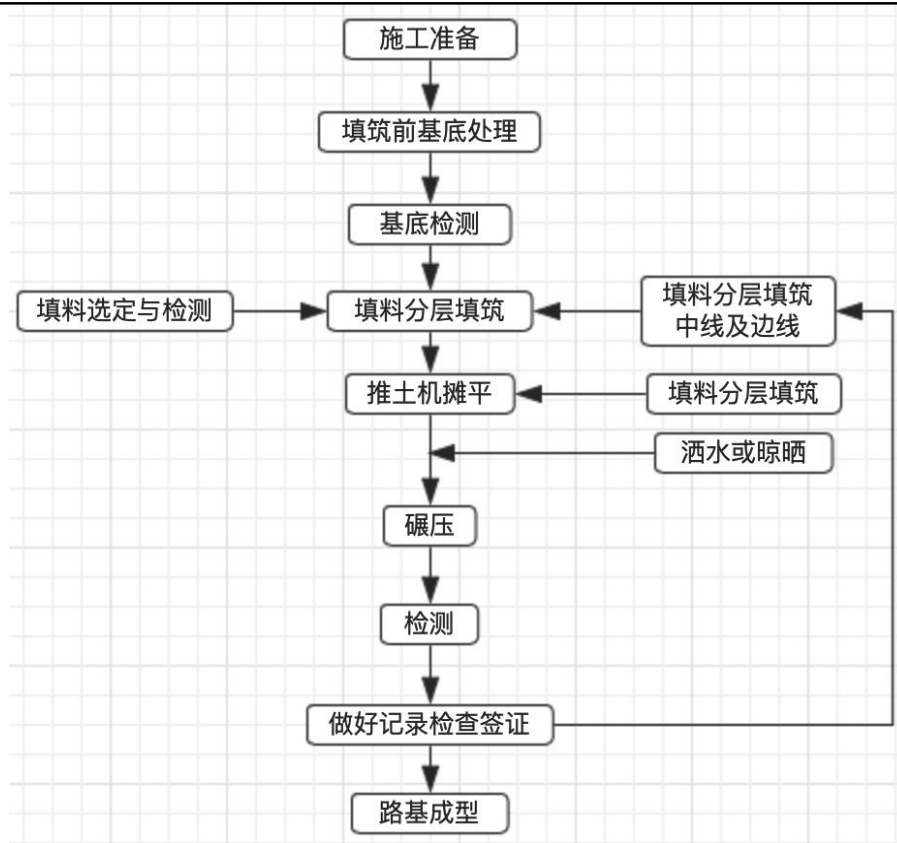 施工准备
填筑前基底处理
基底检测
填料选定与检测
填料分层填筑
填料分层填筑
中线及边线
推土机摊平
填料分层填筑
洒水或晾晒
碾压
检测
做好记录检查签证
路基成型